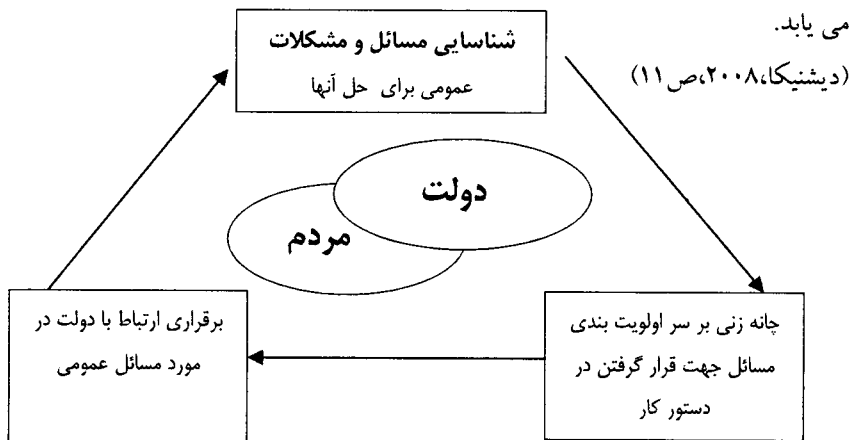 می یابد.
(دیشنیکا،۲۰۰۸،ص۱۱)
شناسایی مسائل و مشکلات
عمومی برای حل آنها
دولت
مردم
چانه زنی بر سر اولویت بندی
مسائل جهت قرار گرفتن در
دستور کار
برقراری ارتباط با دولت در
مورد مسائل عمومی